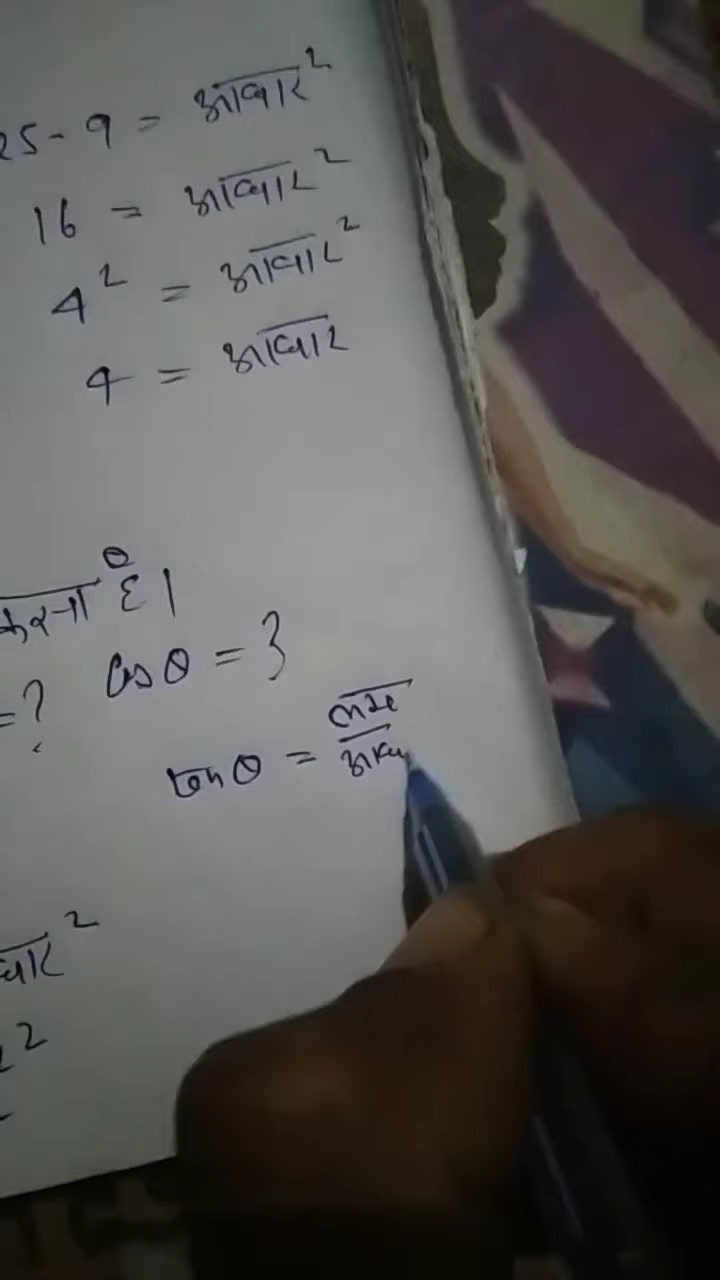 25 - 9 = आधार²
16 = आधार²
4² = आधार²
4 = आधार
करना है।
= ? cos θ = ?
tan θ = लम्ब / आधा
धार²
2